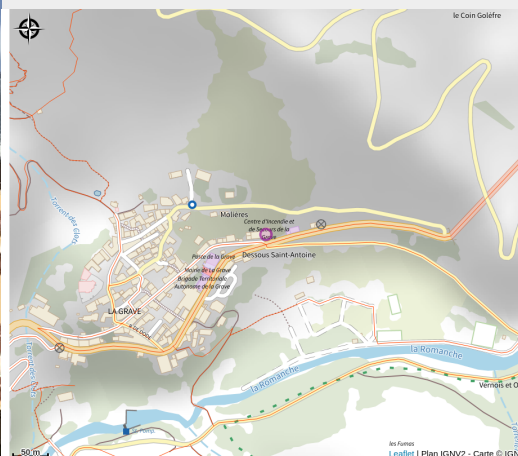 le Coin Golèfre
Torrent des Clots
Molières
Centre d'Incendie et
de Secours de la
Grave
Poste de la Grave
Dessous Saint-Antoine
Mairie de La Grave
Brigade Territoriale
Autonome de la Grave
LA GRAVE
la Romanche
la Romanche
Vernois et O
les Fumas
50 m
Leaflet | Plan IGNV2 - Carte © IGN